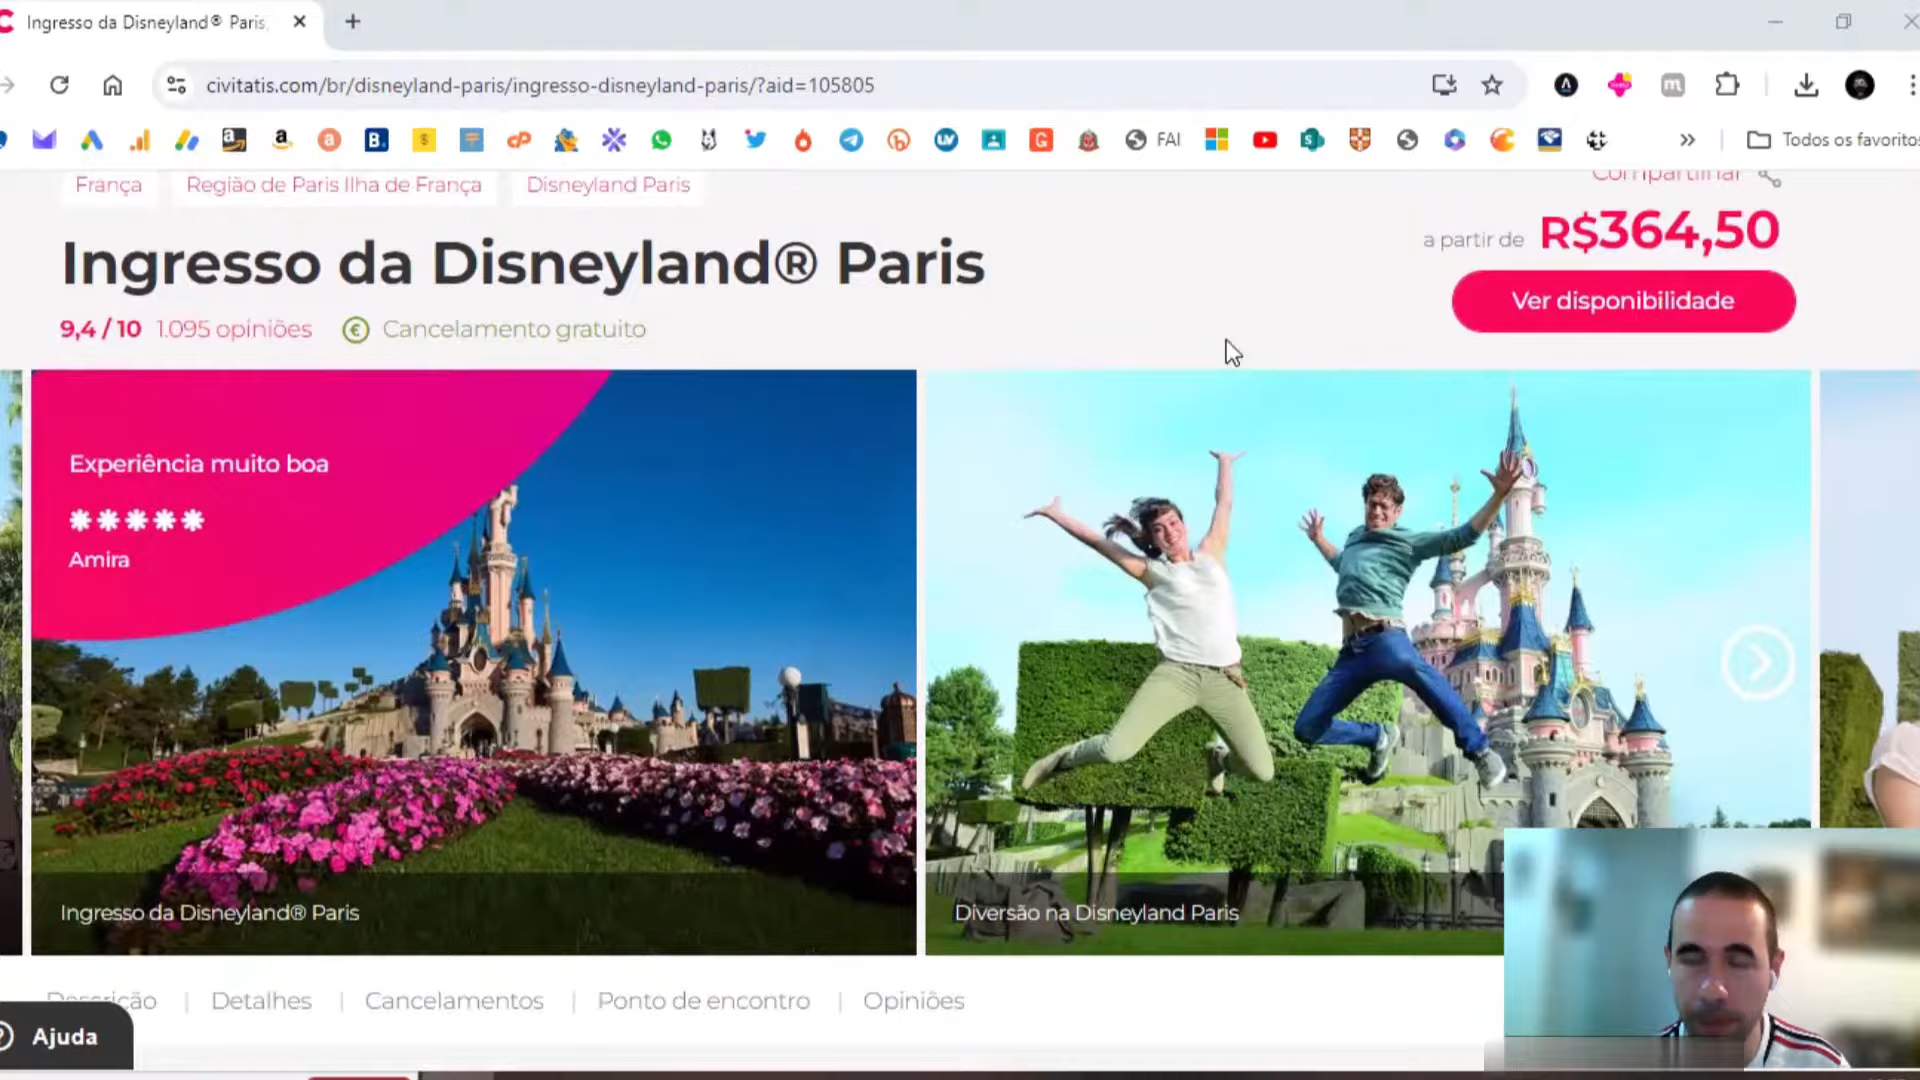 Ingresso da Disneyland® Paris,
civitatis.com/br/disneyland-paris/ingresso-disneyland-paris/?aid=105805
FAI
Todos os favoritos
França
Região de Paris Ilha de França
Disneyland Paris
Compartilhar
a partir de R$364,50
Ingresso da Disneyland® Paris
Ver disponibilidade
9,4 / 10 1.095 opiniões
Cancelamento gratuito
Experiência muito boa
Amira
Ingresso da Disneyland® Paris
Diversão na Disneyland Paris
Descrição | Detalhes | Cancelamentos | Ponto de encontro | Opiniões
Ajuda